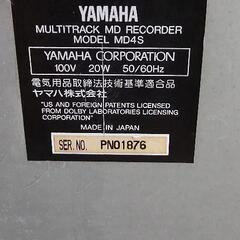 YAMAHA
MULTITRACK MD RECORDER
MODEL MD4S
YAMAHA CORPORATION
100V 20W 50/60Hz
電気用品取締法技術基準適合品
ヤマハ株式会社
"US AND FOREIGN PATENTS LICENSED
FROM DOLBY LABORATORIES LICENSING
CORPORATION."
MADE IN JAPAN
SER. NO. PN01876